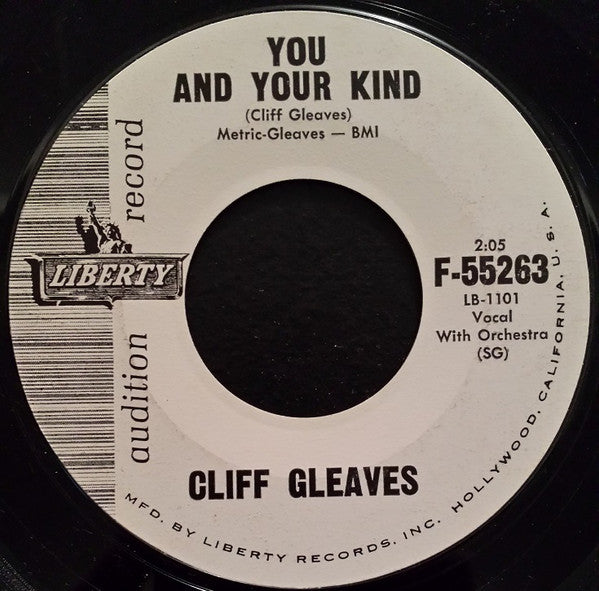 YOU
AND YOUR KIND
(Cliff Gleaves)
Metric-Gleaves — BMI
audition record
LIBERTY
2:05
F-55263
LB-1101
Vocal
With Orchestra
(SG)
CLIFF GLEAVES
MFD. BY LIBERTY RECORDS, INC. HOLLYWOOD, CALIFORNIA, U. S. A.